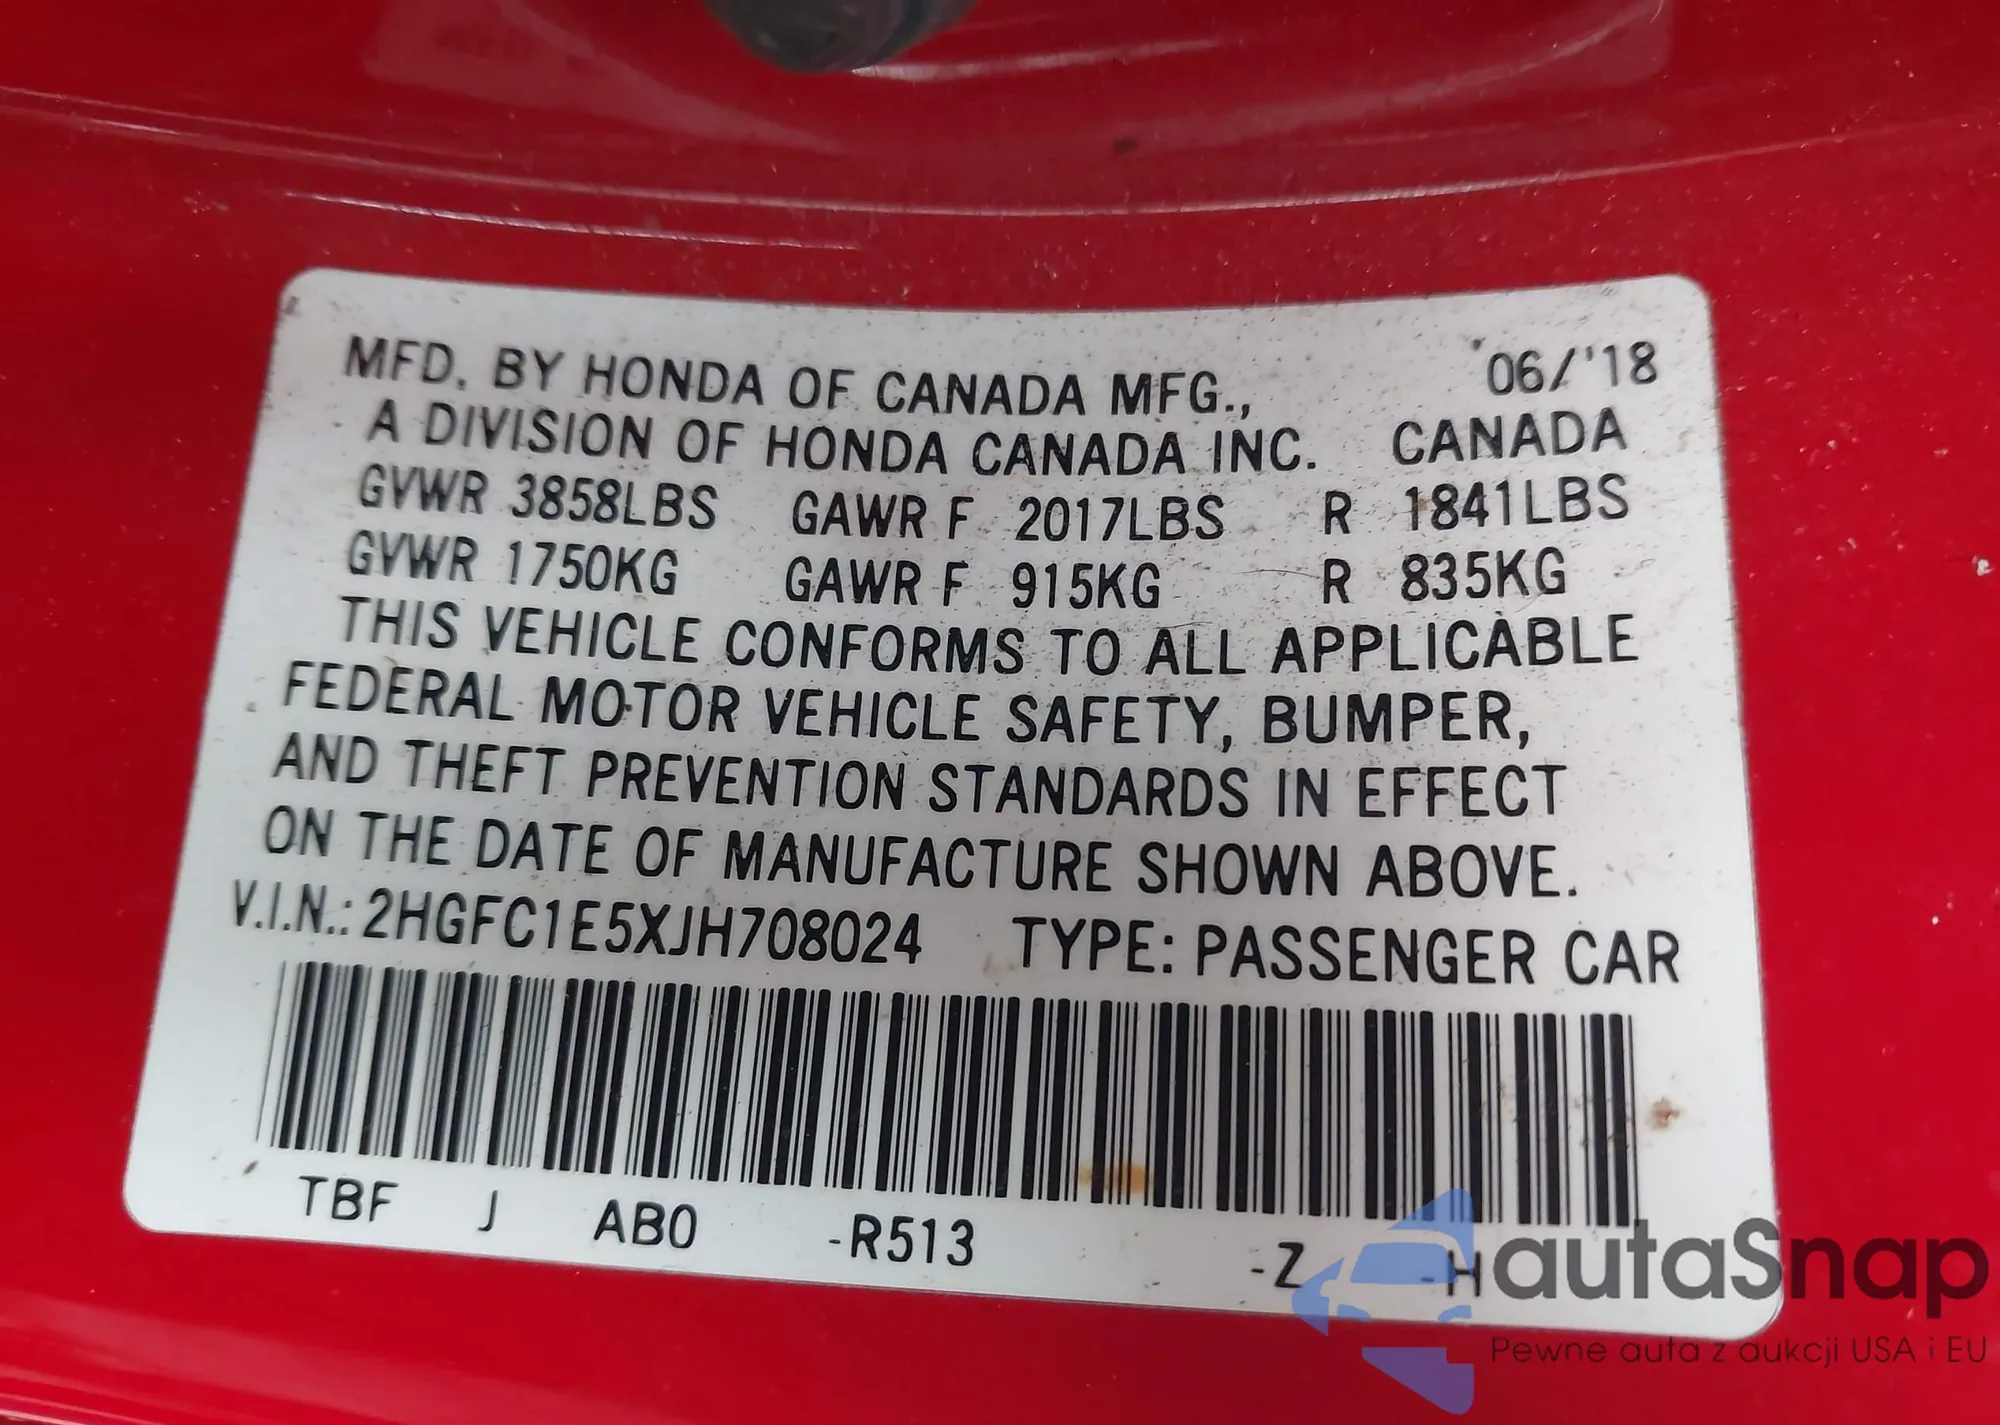 MFD. BY HONDA OF CANADA MFG., 06/'18
A DIVISION OF HONDA CANADA INC. CANADA
GVWR 3858LBS GAWR F 2017LBS R 1841LBS
GVWR 1750KG GAWR F 915KG R 835KG
THIS VEHICLE CONFORMS TO ALL APPLICABLE
FEDERAL MOTOR VEHICLE SAFETY, BUMPER,
AND THEFT PREVENTION STANDARDS IN EFFECT
ON THE DATE OF MANUFACTURE SHOWN ABOVE.
V.I.N.: 2HGFC1E5XJH708024 TYPE: PASSENGER CAR
TBF J AB0 -R513 -Z -H
autaSnap
Pewne auta z aukcji USA i EU